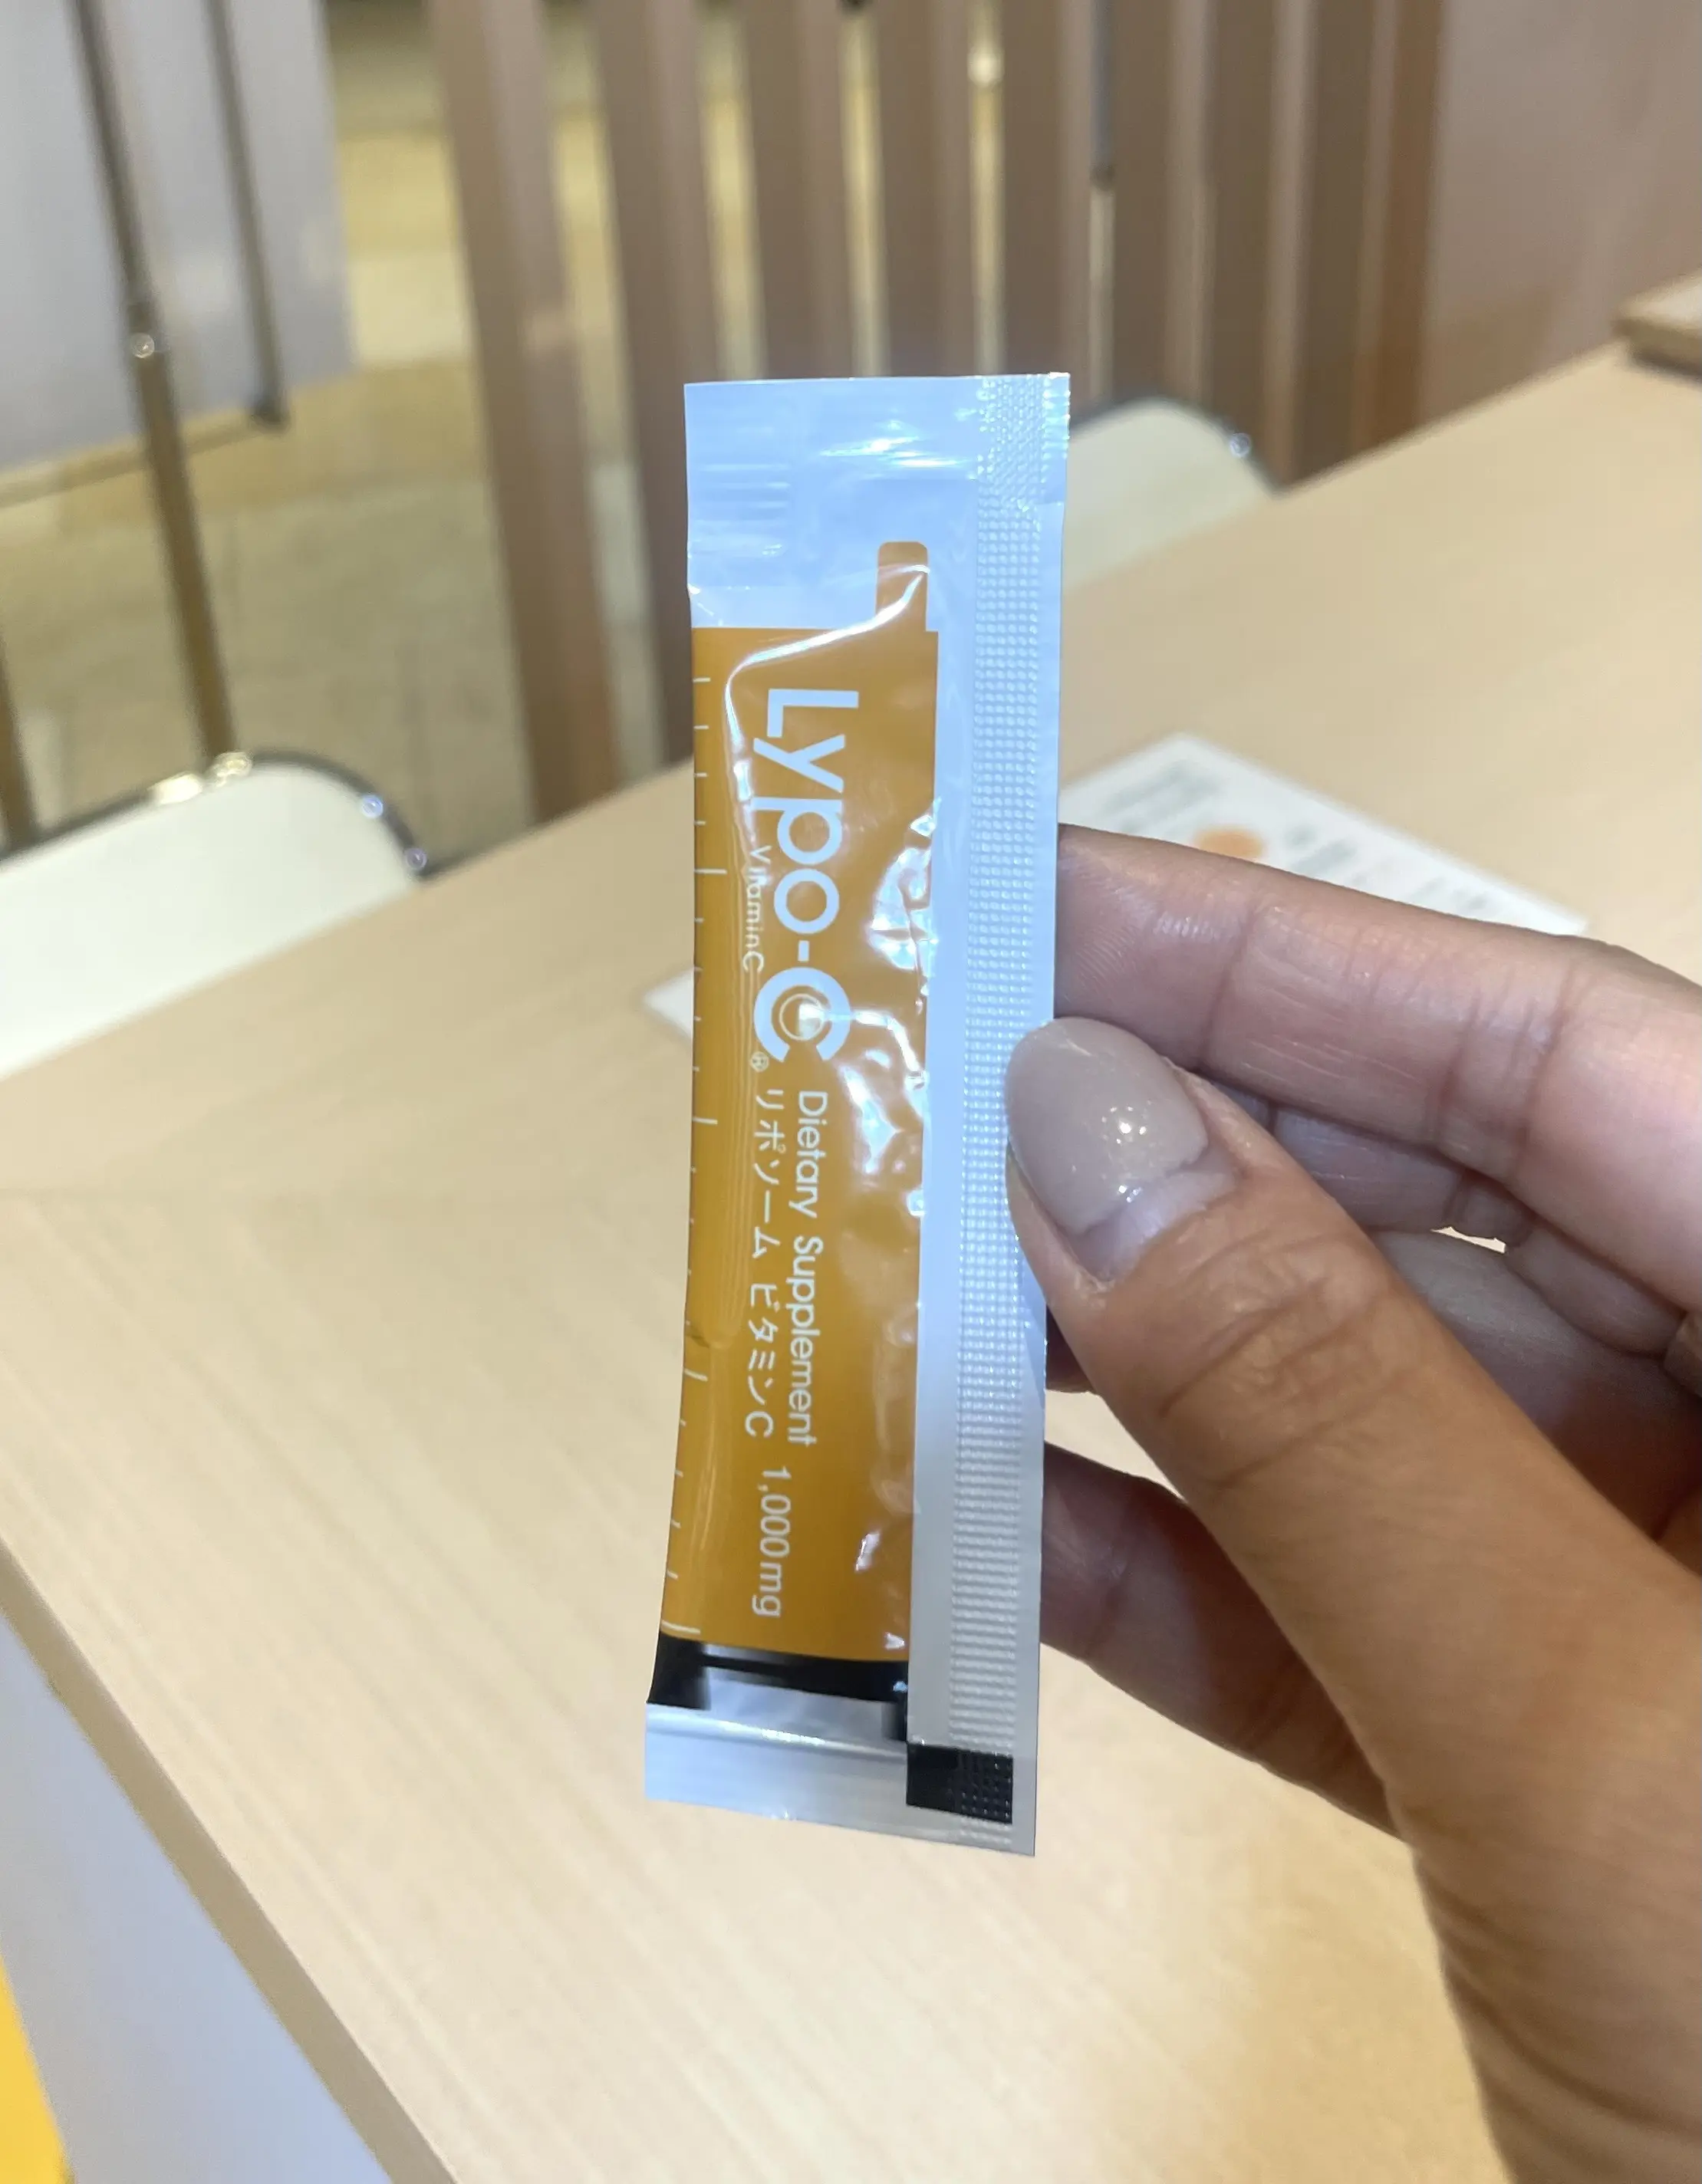 Lypo-C®
VitaminC
Dietary Supplement
リポソーム ビタミンC 1,000mg